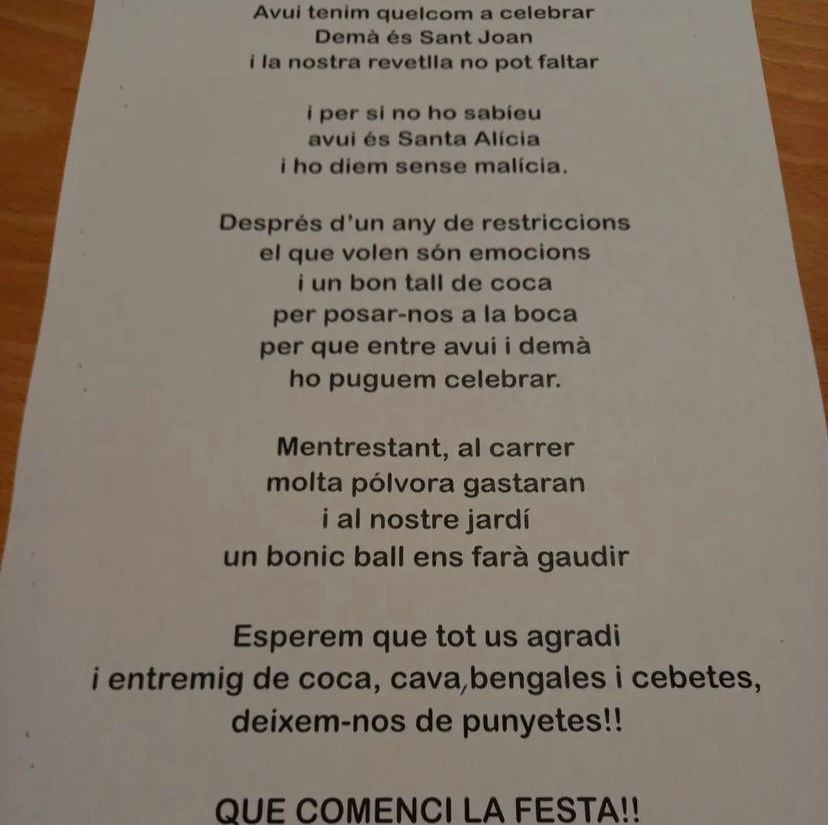 Avui tenim quelcom a celebrar
Demà és Sant Joan
i la nostra revetlla no pot faltar
i per si no ho sabíeu
avui és Santa Alícia
i ho diem sense malícia.
Després d'un any de restriccions
el que volen són emocions
i un bon tall de coca
per posar-nos a la boca
per que entre avui i demà
ho puguem celebrar.
Mentrestant, al carrer
molta pólvora gastaran
i al nostre jardí
un bonic ball ens farà gaudir
Esperem que tot us agradi
i entremig de coca, cava,bengales i cebetes,
deixem-nos de punyetes!!
QUE COMENCI LA FESTA!!